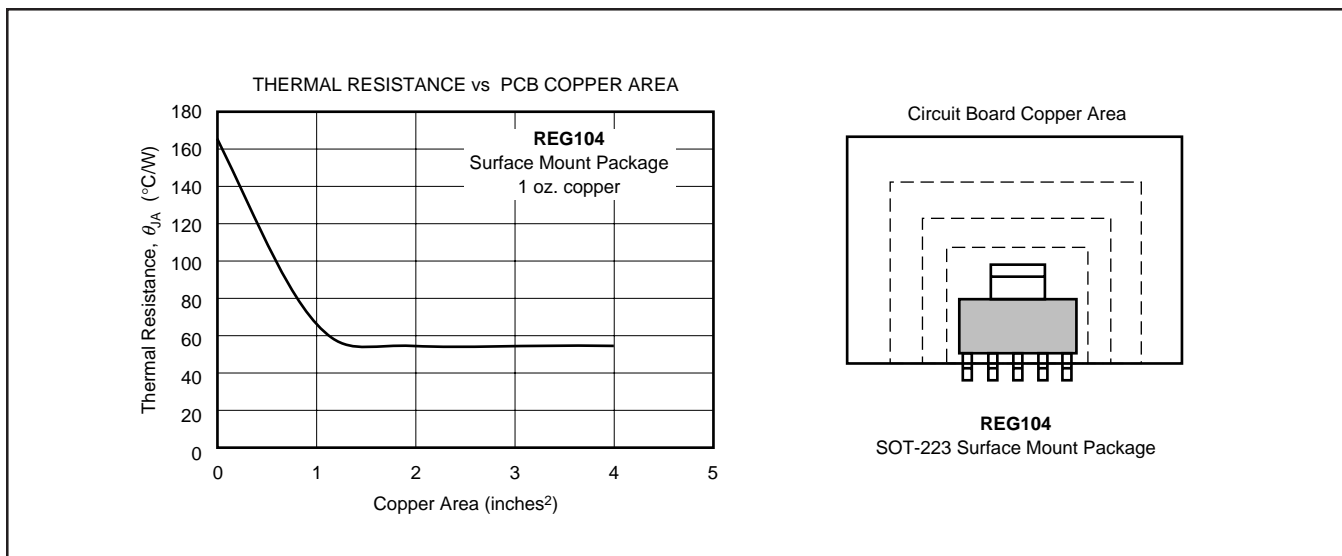 THERMAL RESISTANCE vs PCB COPPER AREA
180
160
140
120
100
80
60
40
20
0
Thermal Resistance, θJA (°C/W)
REG104
Surface Mount Package
1 oz. copper
0 1 2 3 4 5
Copper Area (inches²)
Circuit Board Copper Area
REG104
SOT-223 Surface Mount Package